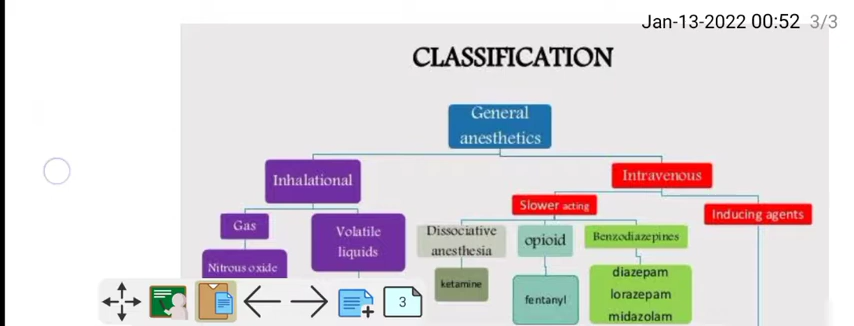 Jan-13-2022 00:52 3/3
CLASSIFICATION
General
anesthetics
Inhalational
Intravenous
Slower acting
Inducing agents
Gas
Volatile
liquids
Dissociative
anesthesia
opioid
Benzodiazepines
Nitrous oxide
ketamine
fentanyl
diazepam
lorazepam
midazolam
3